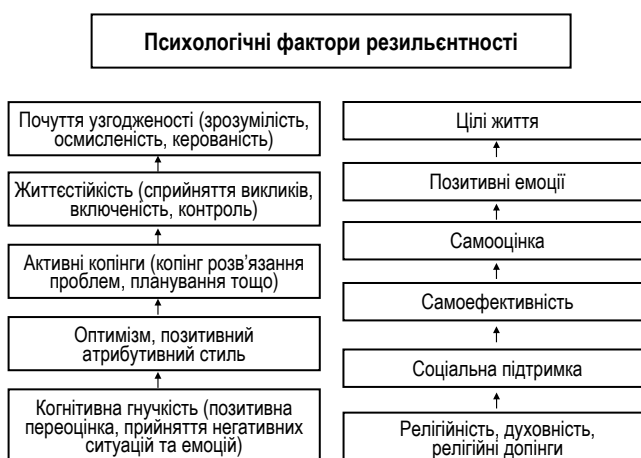 Психологічні фактори резильєнтності
Почуття узгодженості (зрозумілість,
осмисленість, керованість)
Життєстійкість (сприйняття викликів,
включеність, контроль)
Активні копінги (копінг розв’язання
проблем, планування тощо)
Оптимізм, позитивний
атрибутивний стиль
Когнітивна гнучкість (позитивна
переоцінка, прийняття негативних
ситуацій та емоцій)
Цілі життя
Позитивні емоції
Самооцінка
Самоефективність
Соціальна підтримка
Релігійність, духовність,
релігійні допінги